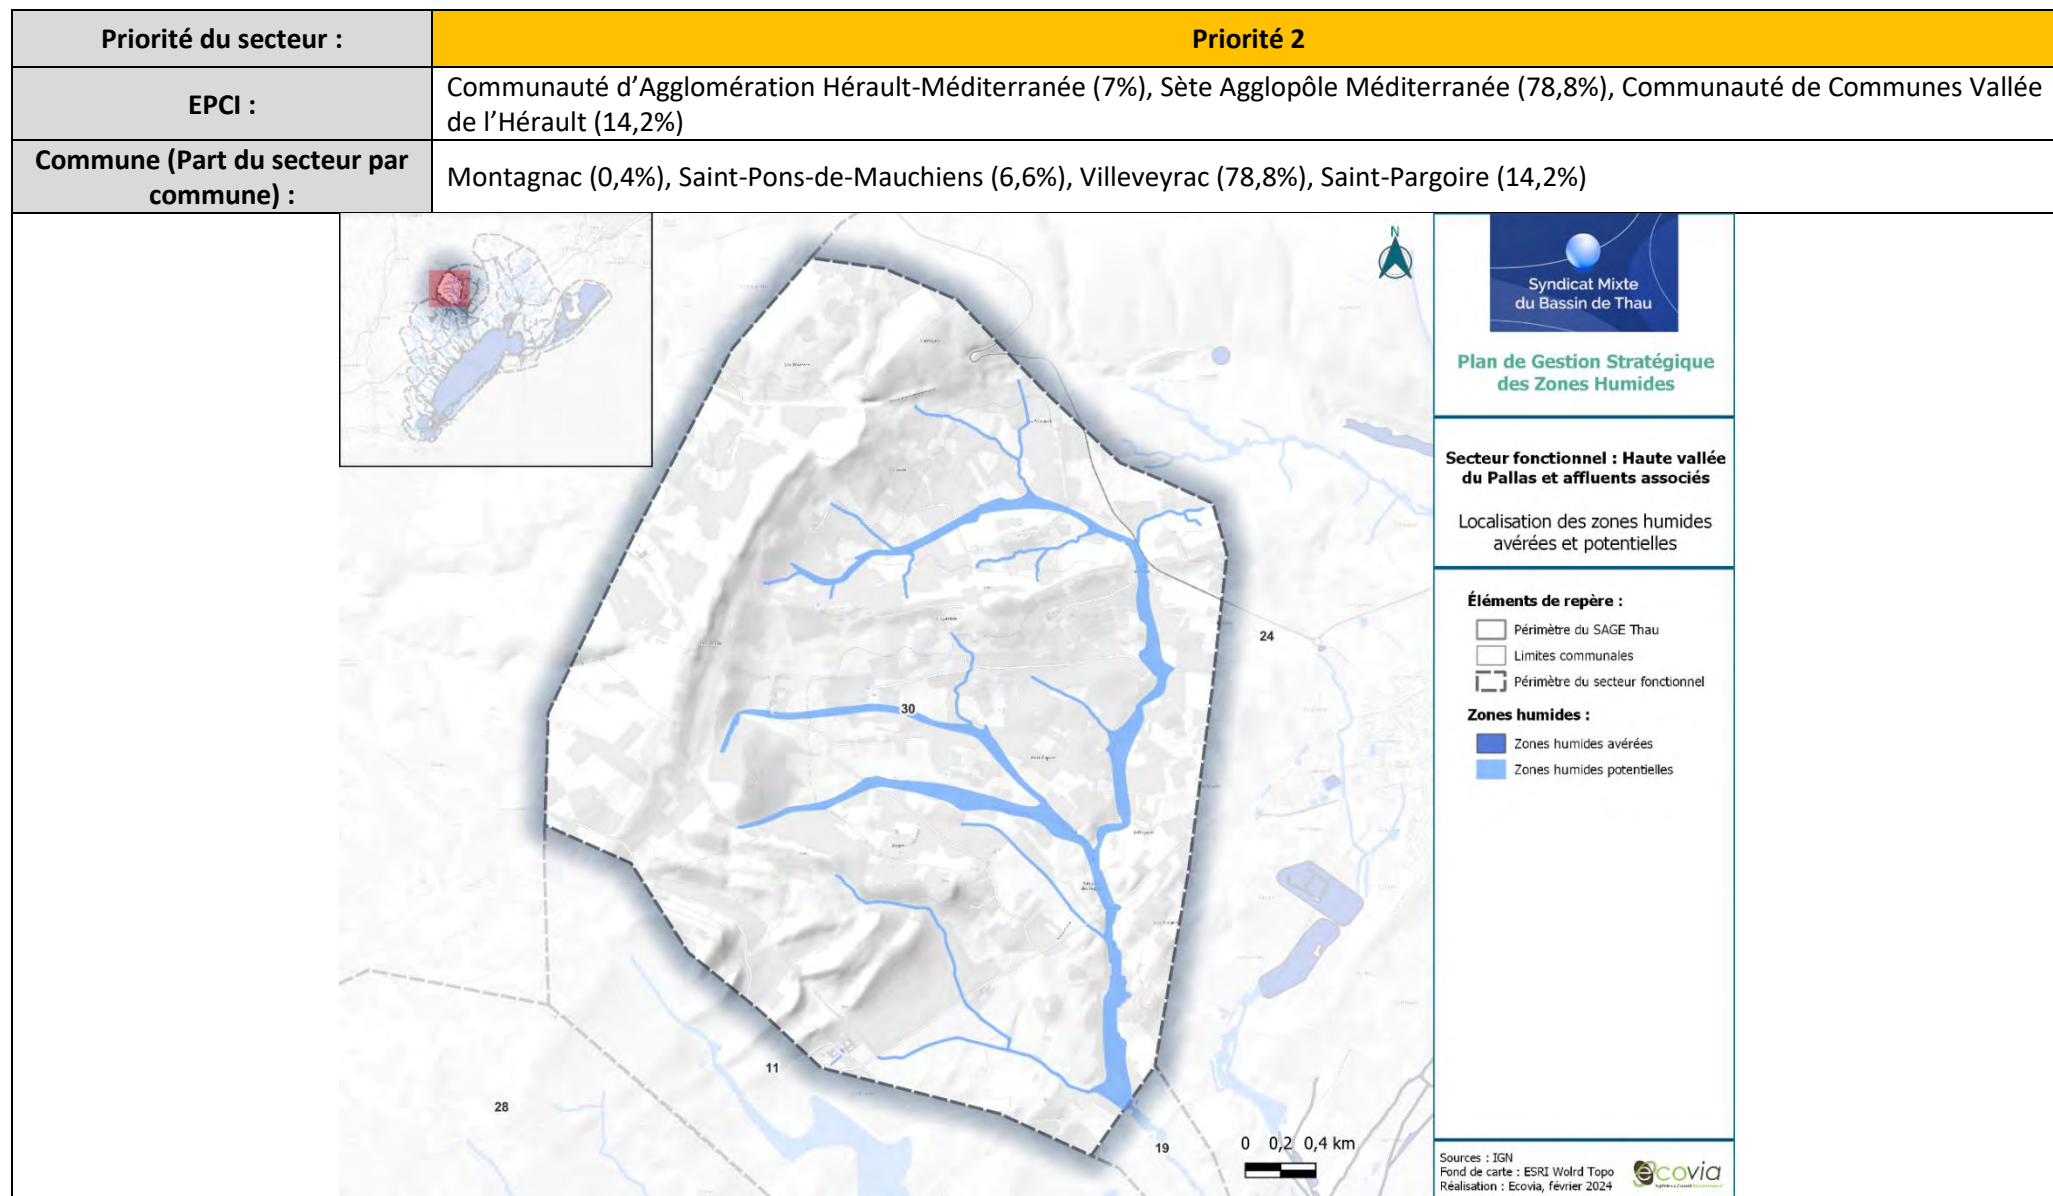 Priorité du secteur :
Priorité 2
EPCI :
Communauté d’Agglomération Hérault-Méditerranée (7%), Sète Agglopôle Méditerranée (78,8%), Communauté de Communes Vallée
de l’Hérault (14,2%)
Commune (Part du secteur par
commune) :
Montagnac (0,4%), Saint-Pons-de-Mauchiens (6,6%), Villeveyrac (78,8%), Saint-Pargoire (14,2%)
N
24
30
11
28
19
0 0,2 0,4 km
Syndicat Mixte
du Bassin de Thau
Plan de Gestion Stratégique
des Zones Humides
Secteur fonctionnel : Haute vallée
du Pallas et affluents associés
Localisation des zones humides
avérées et potentielles
Éléments de repère :
Périmètre du SAGE Thau
Limites communales
Périmètre du secteur fonctionnel
Zones humides :
Zones humides avérées
Zones humides potentielles
Sources : IGN
Fond de carte : ESRI Wolrd Topo
Réalisation : Ecovia, février 2024
ecovia